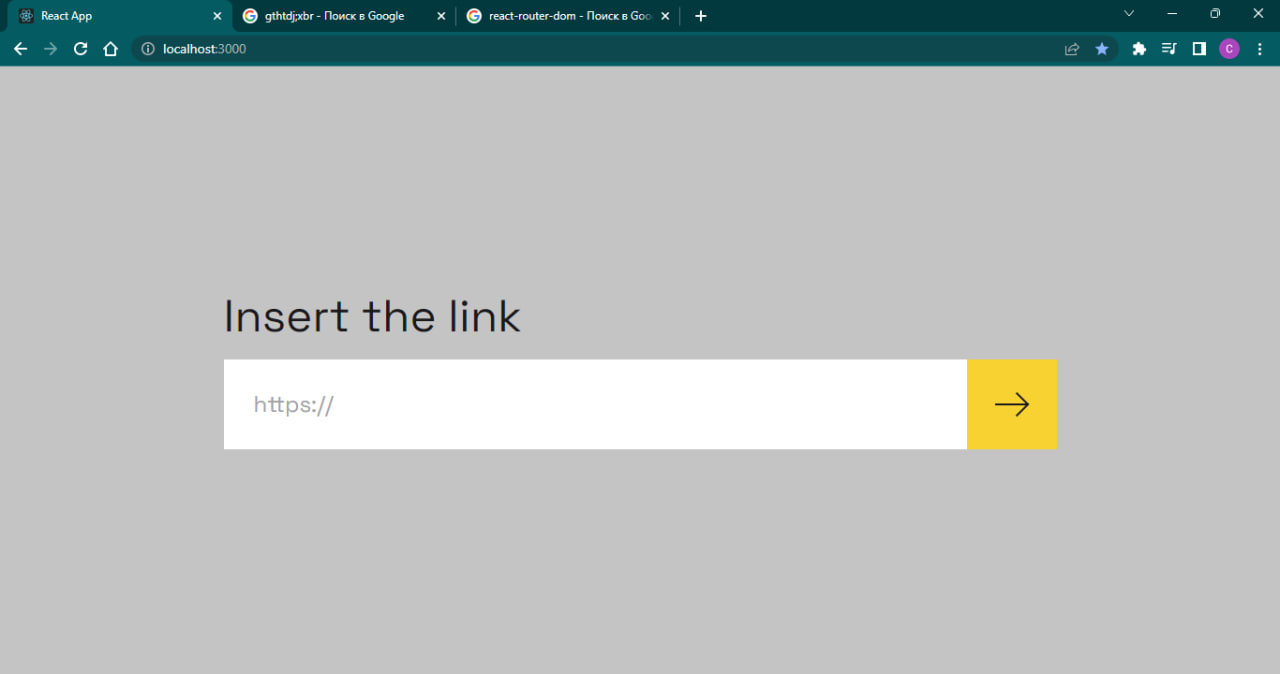 React App
gthtdj;xbr - Поиск в Google
react-router-dom - Поиск в Goo
localhost:3000
C
Insert the link
https://